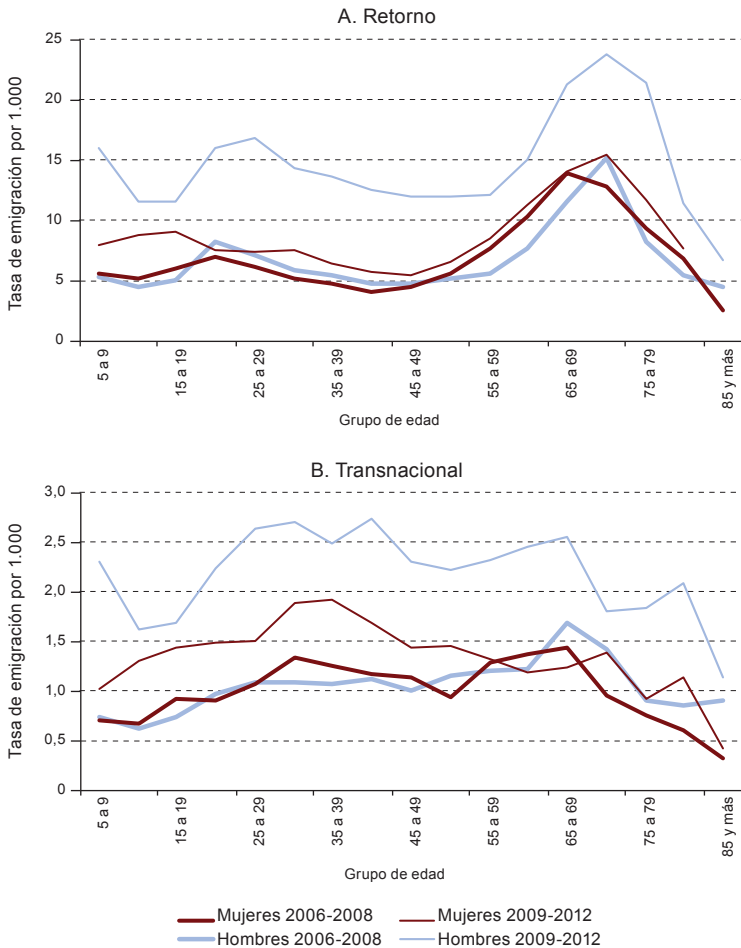 A. Retorno
Tasa de emigración por 1.000
25
20
15
10
5
0
5 a 9
15 a 19
25 a 29
35 a 39
45 a 49
55 a 59
65 a 69
75 a 79
85 y más
Grupo de edad
B. Transnacional
Tasa de emigración por 1.000
3,0
2,5
2,0
1,5
1,0
0,5
0
5 a 9
15 a 19
25 a 29
35 a 39
45 a 49
55 a 59
65 a 69
75 a 79
85 y más
Grupo de edad
Mujeres 2006-2008 Mujeres 2009-2012
Hombres 2006-2008 Hombres 2009-2012